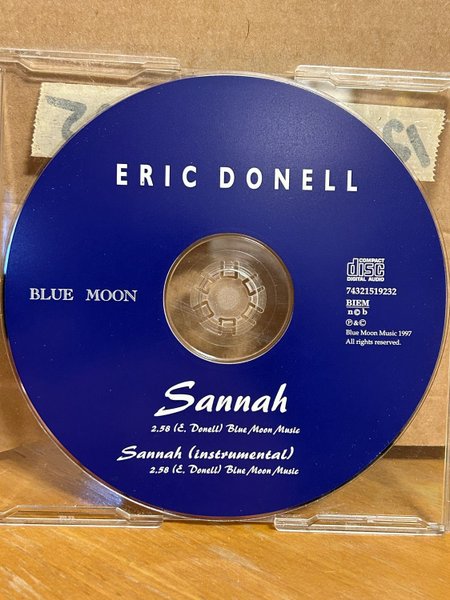 ERIC DONELL
BLUE MOON
COMPACT
disc
DIGITAL AUDIO
74321519232
BIEM
n©b
℗&©
Blue Moon Music 1997
All rights reserved.
Sannah
2.58 (E. Donell) Blue Moon Music
Sannah (instrumental)
2.58 (E. Donell) Blue Moon Music